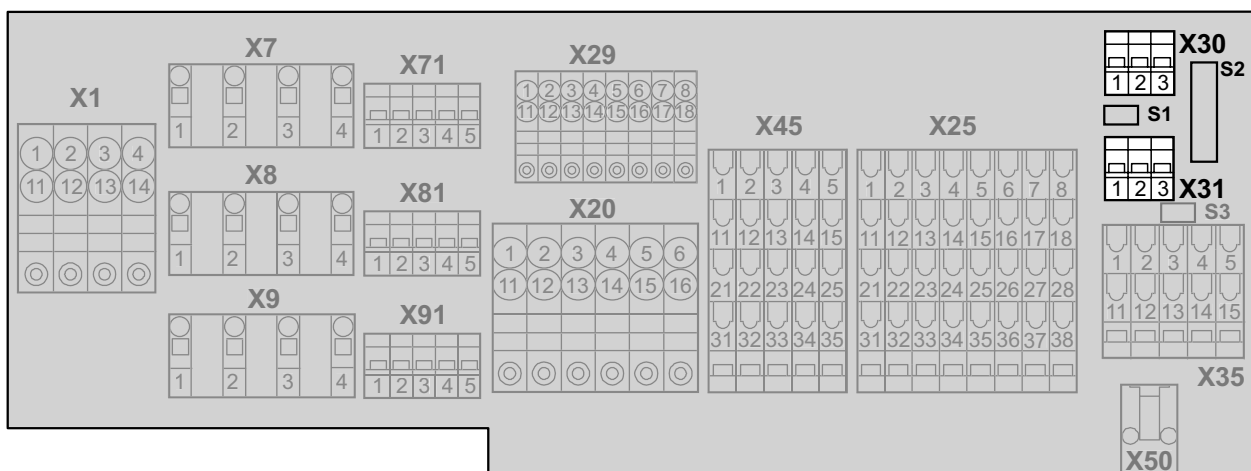 X1
1 2 3 4
11 12 13 14
X7
1 2 3 4
X8
1 2 3 4
X9
1 2 3 4
X71
1 2 3 4 5
X81
1 2 3 4 5
X91
1 2 3 4 5
X29
1 2 3 4 5 6 7 8
11 12 13 14 15 16 17 18
X20
1 2 3 4 5 6
11 12 13 14 15 16
X45
1 2 3 4 5
11 12 13 14 15
21 22 23 24 25
31 32 33 34 35
X25
1 2 3 4 5 6 7 8
11 12 13 14 15 16 17 18
21 22 23 24 25 26 27 28
31 32 33 34 35 36 37 38
X30
1 2 3
S2
S1
1 2 3
X31
S3
1 2 3 4 5
11 12 13 14 15
X35
X50